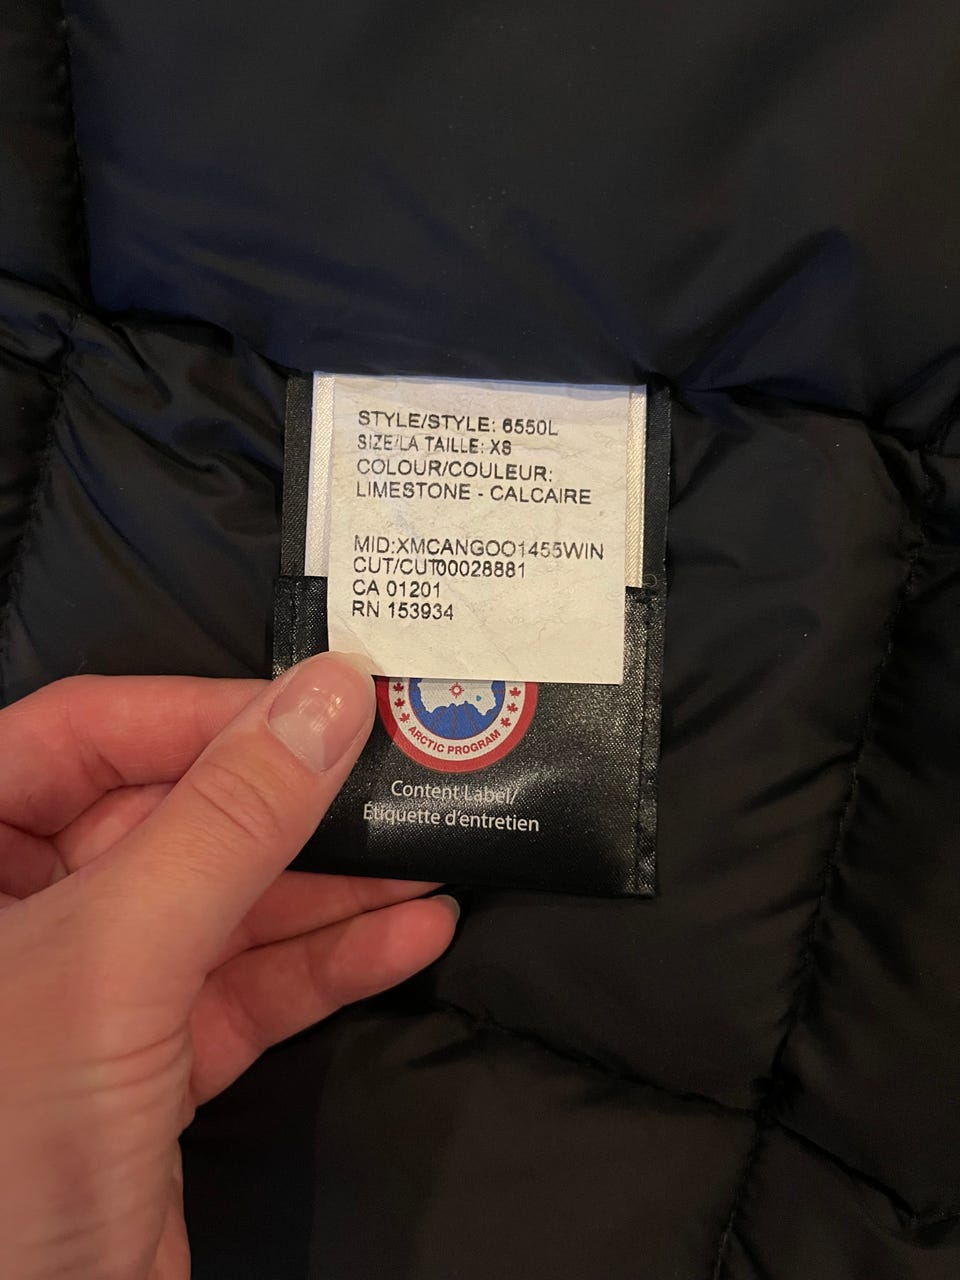 STYLE/STYLE: 6550L
SIZE/LA TAILLE: XS
COLOUR/COULEUR:
LIMESTONE - CALCAIRE
MID:XMCANGOO1455WIN
CUT/CUT00028881
CA 01201
RN 153934
ARCTIC PROGRAM
Content Label/
Étiquette d'entretien